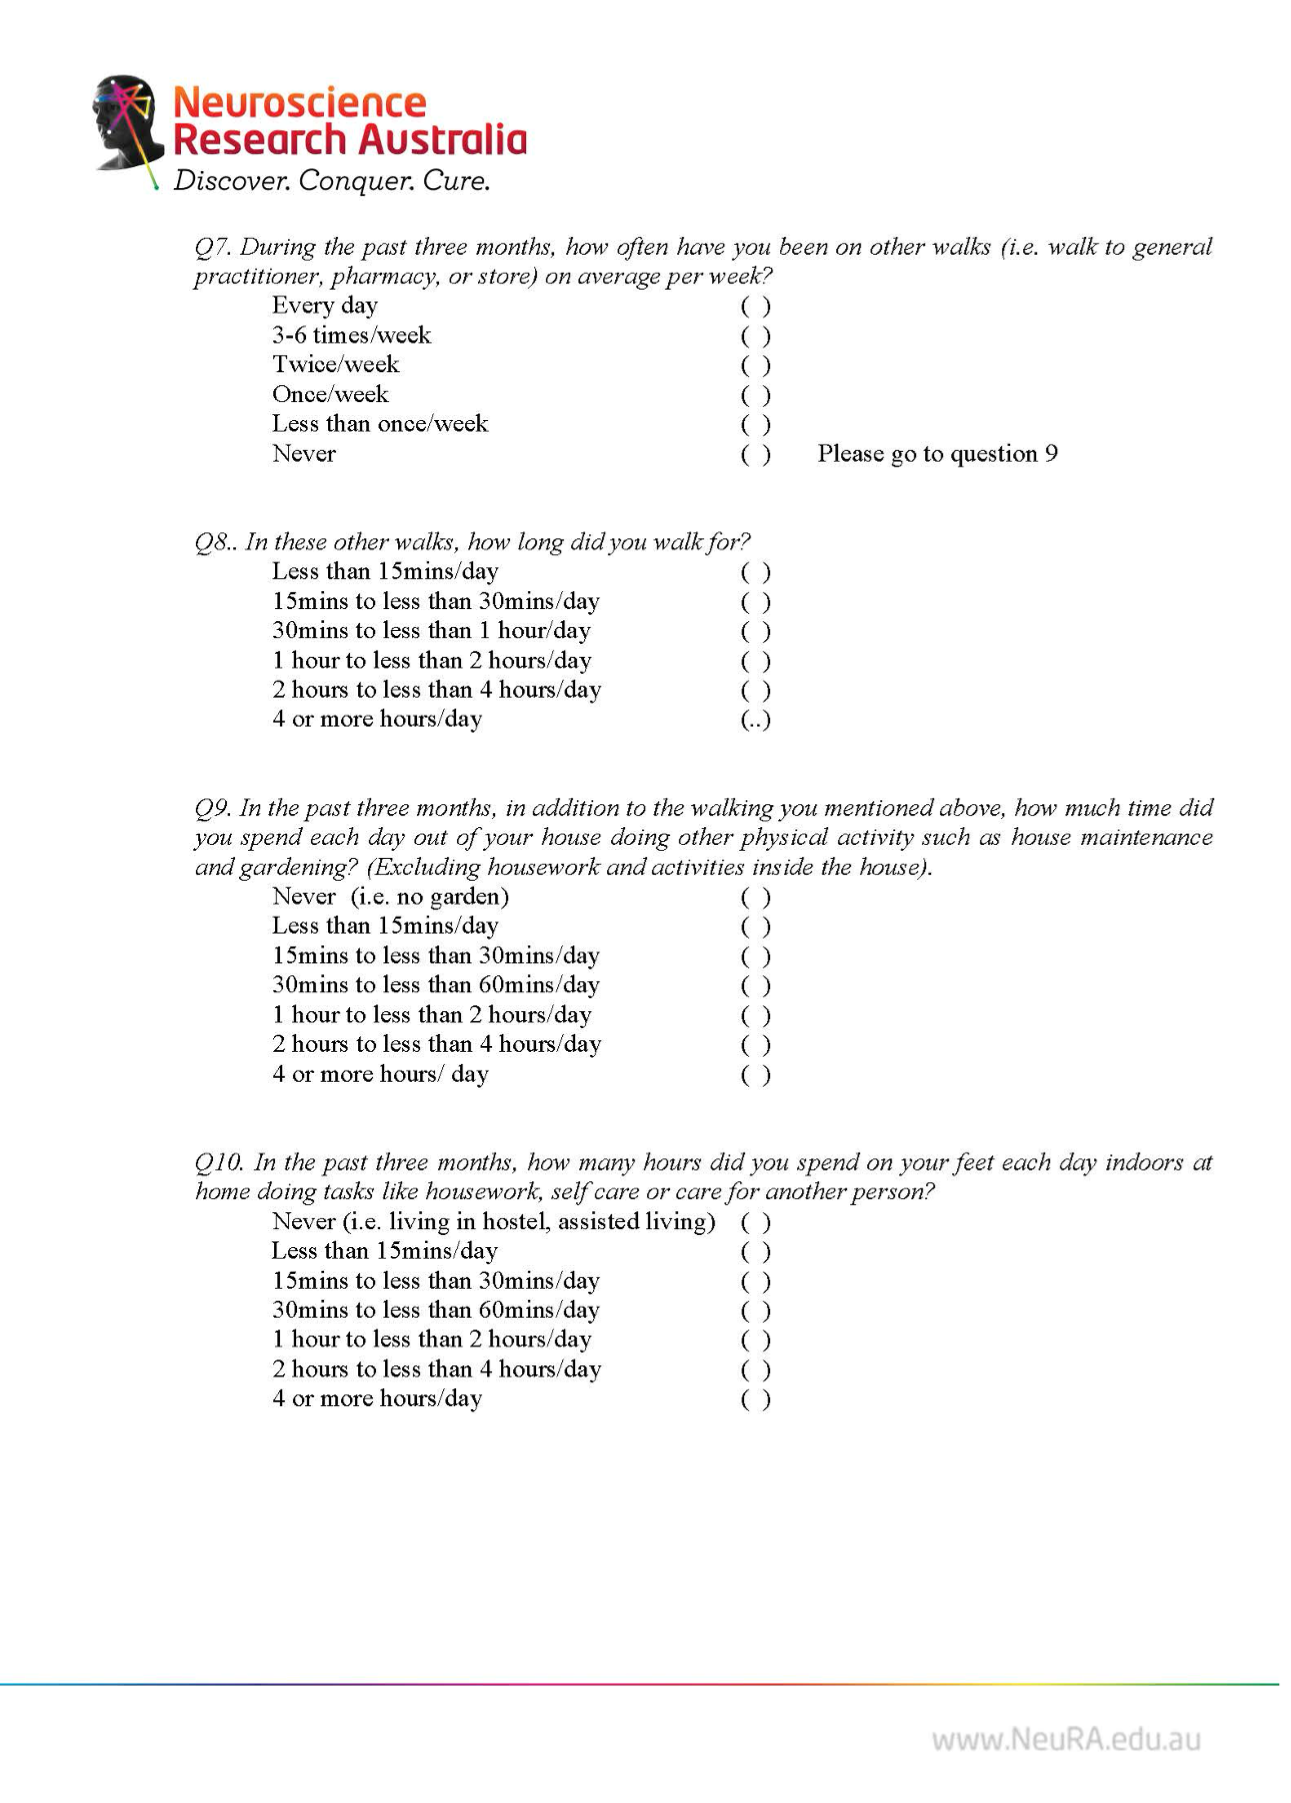 Neuroscience
Research Australia
Discover. Conquer. Cure.
Q7. During the past three months, how often have you been on other walks (i.e. walk to general
practitioner, pharmacy, or store) on average per week?
Every day ( )
3-6 times/week ( )
Twice/week ( )
Once/week ( )
Less than once/week ( )
Never ( ) Please go to question 9
Q8.. In these other walks, how long did you walk for?
Less than 15mins/day ( )
15mins to less than 30mins/day ( )
30mins to less than 1 hour/day ( )
1 hour to less than 2 hours/day ( )
2 hours to less than 4 hours/day ( )
4 or more hours/day (..)
Q9. In the past three months, in addition to the walking you mentioned above, how much time did
you spend each day out of your house doing other physical activity such as house maintenance
and gardening? (Excluding housework and activities inside the house).
Never (i.e. no garden) ( )
Less than 15mins/day ( )
15mins to less than 30mins/day ( )
30mins to less than 60mins/day ( )
1 hour to less than 2 hours/day ( )
2 hours to less than 4 hours/day ( )
4 or more hours/ day ( )
Q10. In the past three months, how many hours did you spend on your feet each day indoors at
home doing tasks like housework, self care or care for another person?
Never (i.e. living in hostel, assisted living) ( )
Less than 15mins/day ( )
15mins to less than 30mins/day ( )
30mins to less than 60mins/day ( )
1 hour to less than 2 hours/day ( )
2 hours to less than 4 hours/day ( )
4 or more hours/day ( )
www.NeuRA.edu.au